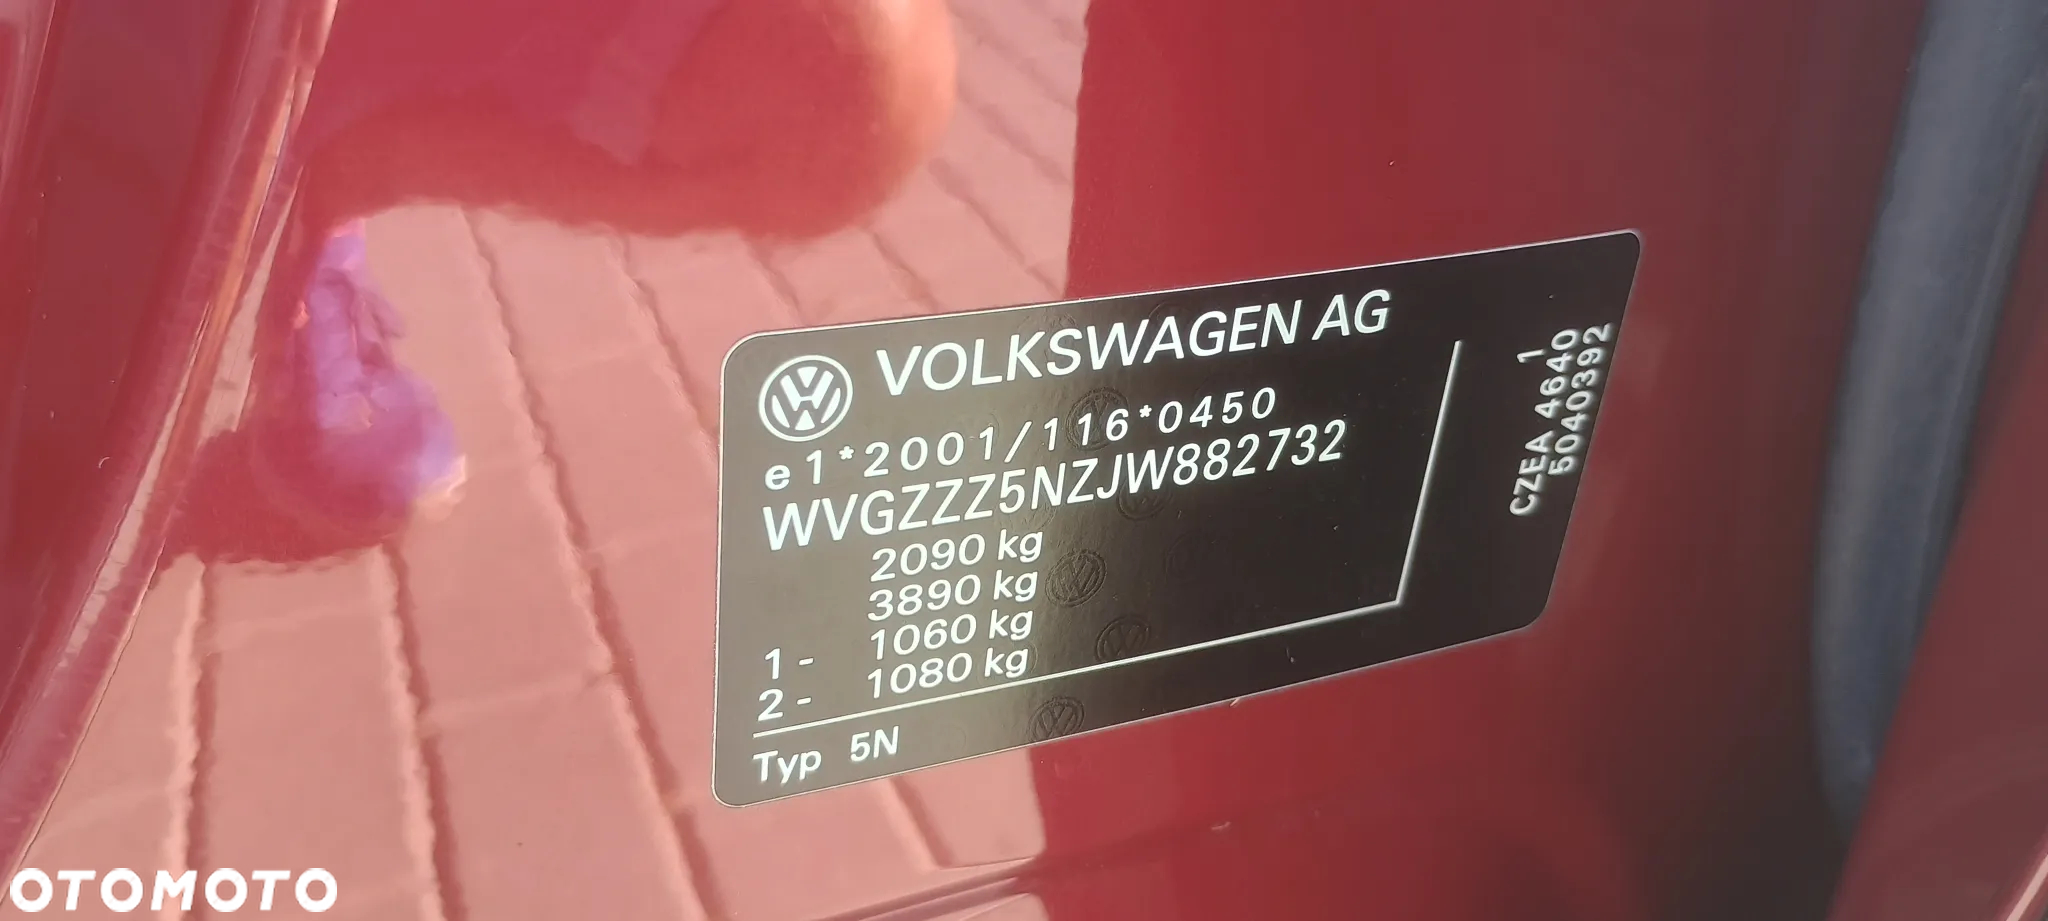 VOLKSWAGEN AG
e1*2001/116*0450
WVGZZZ5NZJW882732
2090 kg
3890 kg
1- 1060 kg
2- 1080 kg
Typ 5N
1
CZEA 4640
5040392
OTOMOTO